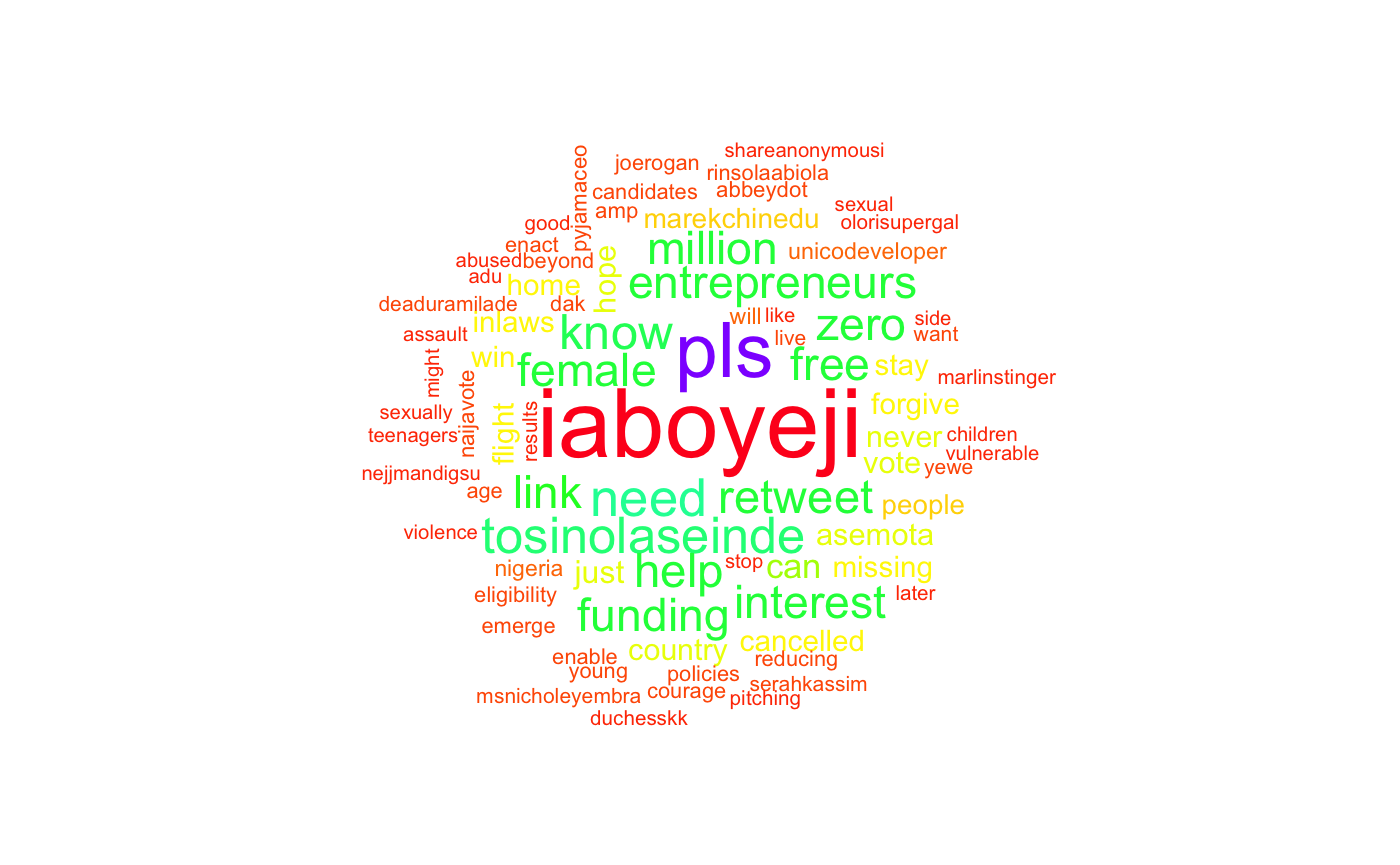 shareanonymousi
joerogan
rinsolaabiola
pyjamaceo
candidates
abbeydot
amp
marekchinedu
sexual
good
olorisupergal
enact
million
unicodeveloper
abused
beyond
hope
adu
home
entrepreneurs
deaduramilade
dak
inlaws
will
like
zero
side
assault
know
pls
live
want
win
female
free
stay
might
marlinstinger
sexually
naijavote
iaboyeji
forgive
teenagers
flight
results
never
children
vote
vulnerable
yewe
nejjmandigsu
age
link
need
retweet
people
violence
tosinolaseinde
asemota
nigeria
just
help
stop
can
missing
eligibility
funding
interest
later
emerge
country
cancelled
enable
reducing
young
policies
serahkassim
msnicholeyembra
courage
pitching
duchesskk